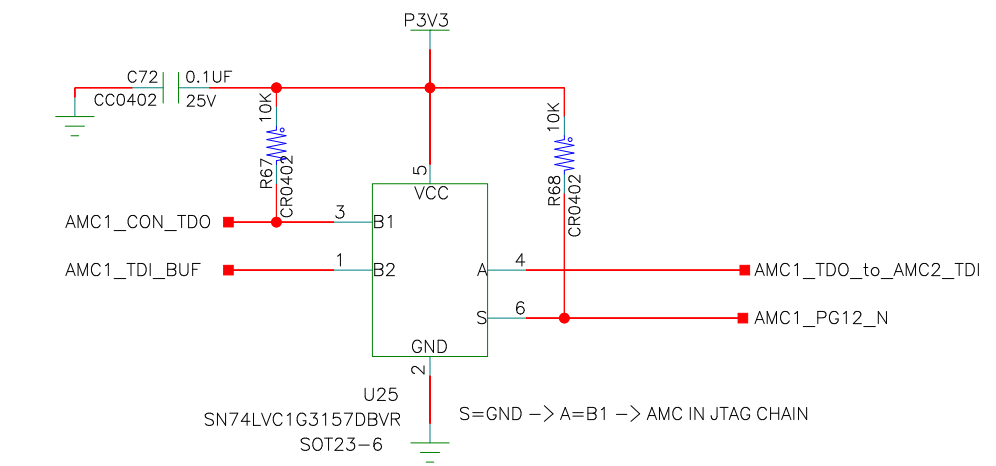 P3V3
C72 0.1UF
CC0402 25V
10K
R67
CR0402
10K
R68
CR0402
5
VCC
AMC1_CON_TDO 3 B1
AMC1_TDI_BUF 1 B2
A 4 AMC1_TDO_to_AMC2_TDI
S 6 AMC1_PG12_N
GND
2
U25
SN74LVC1G3157DBVR
SOT23-6
S=GND -> A=B1 -> AMC IN JTAG CHAIN